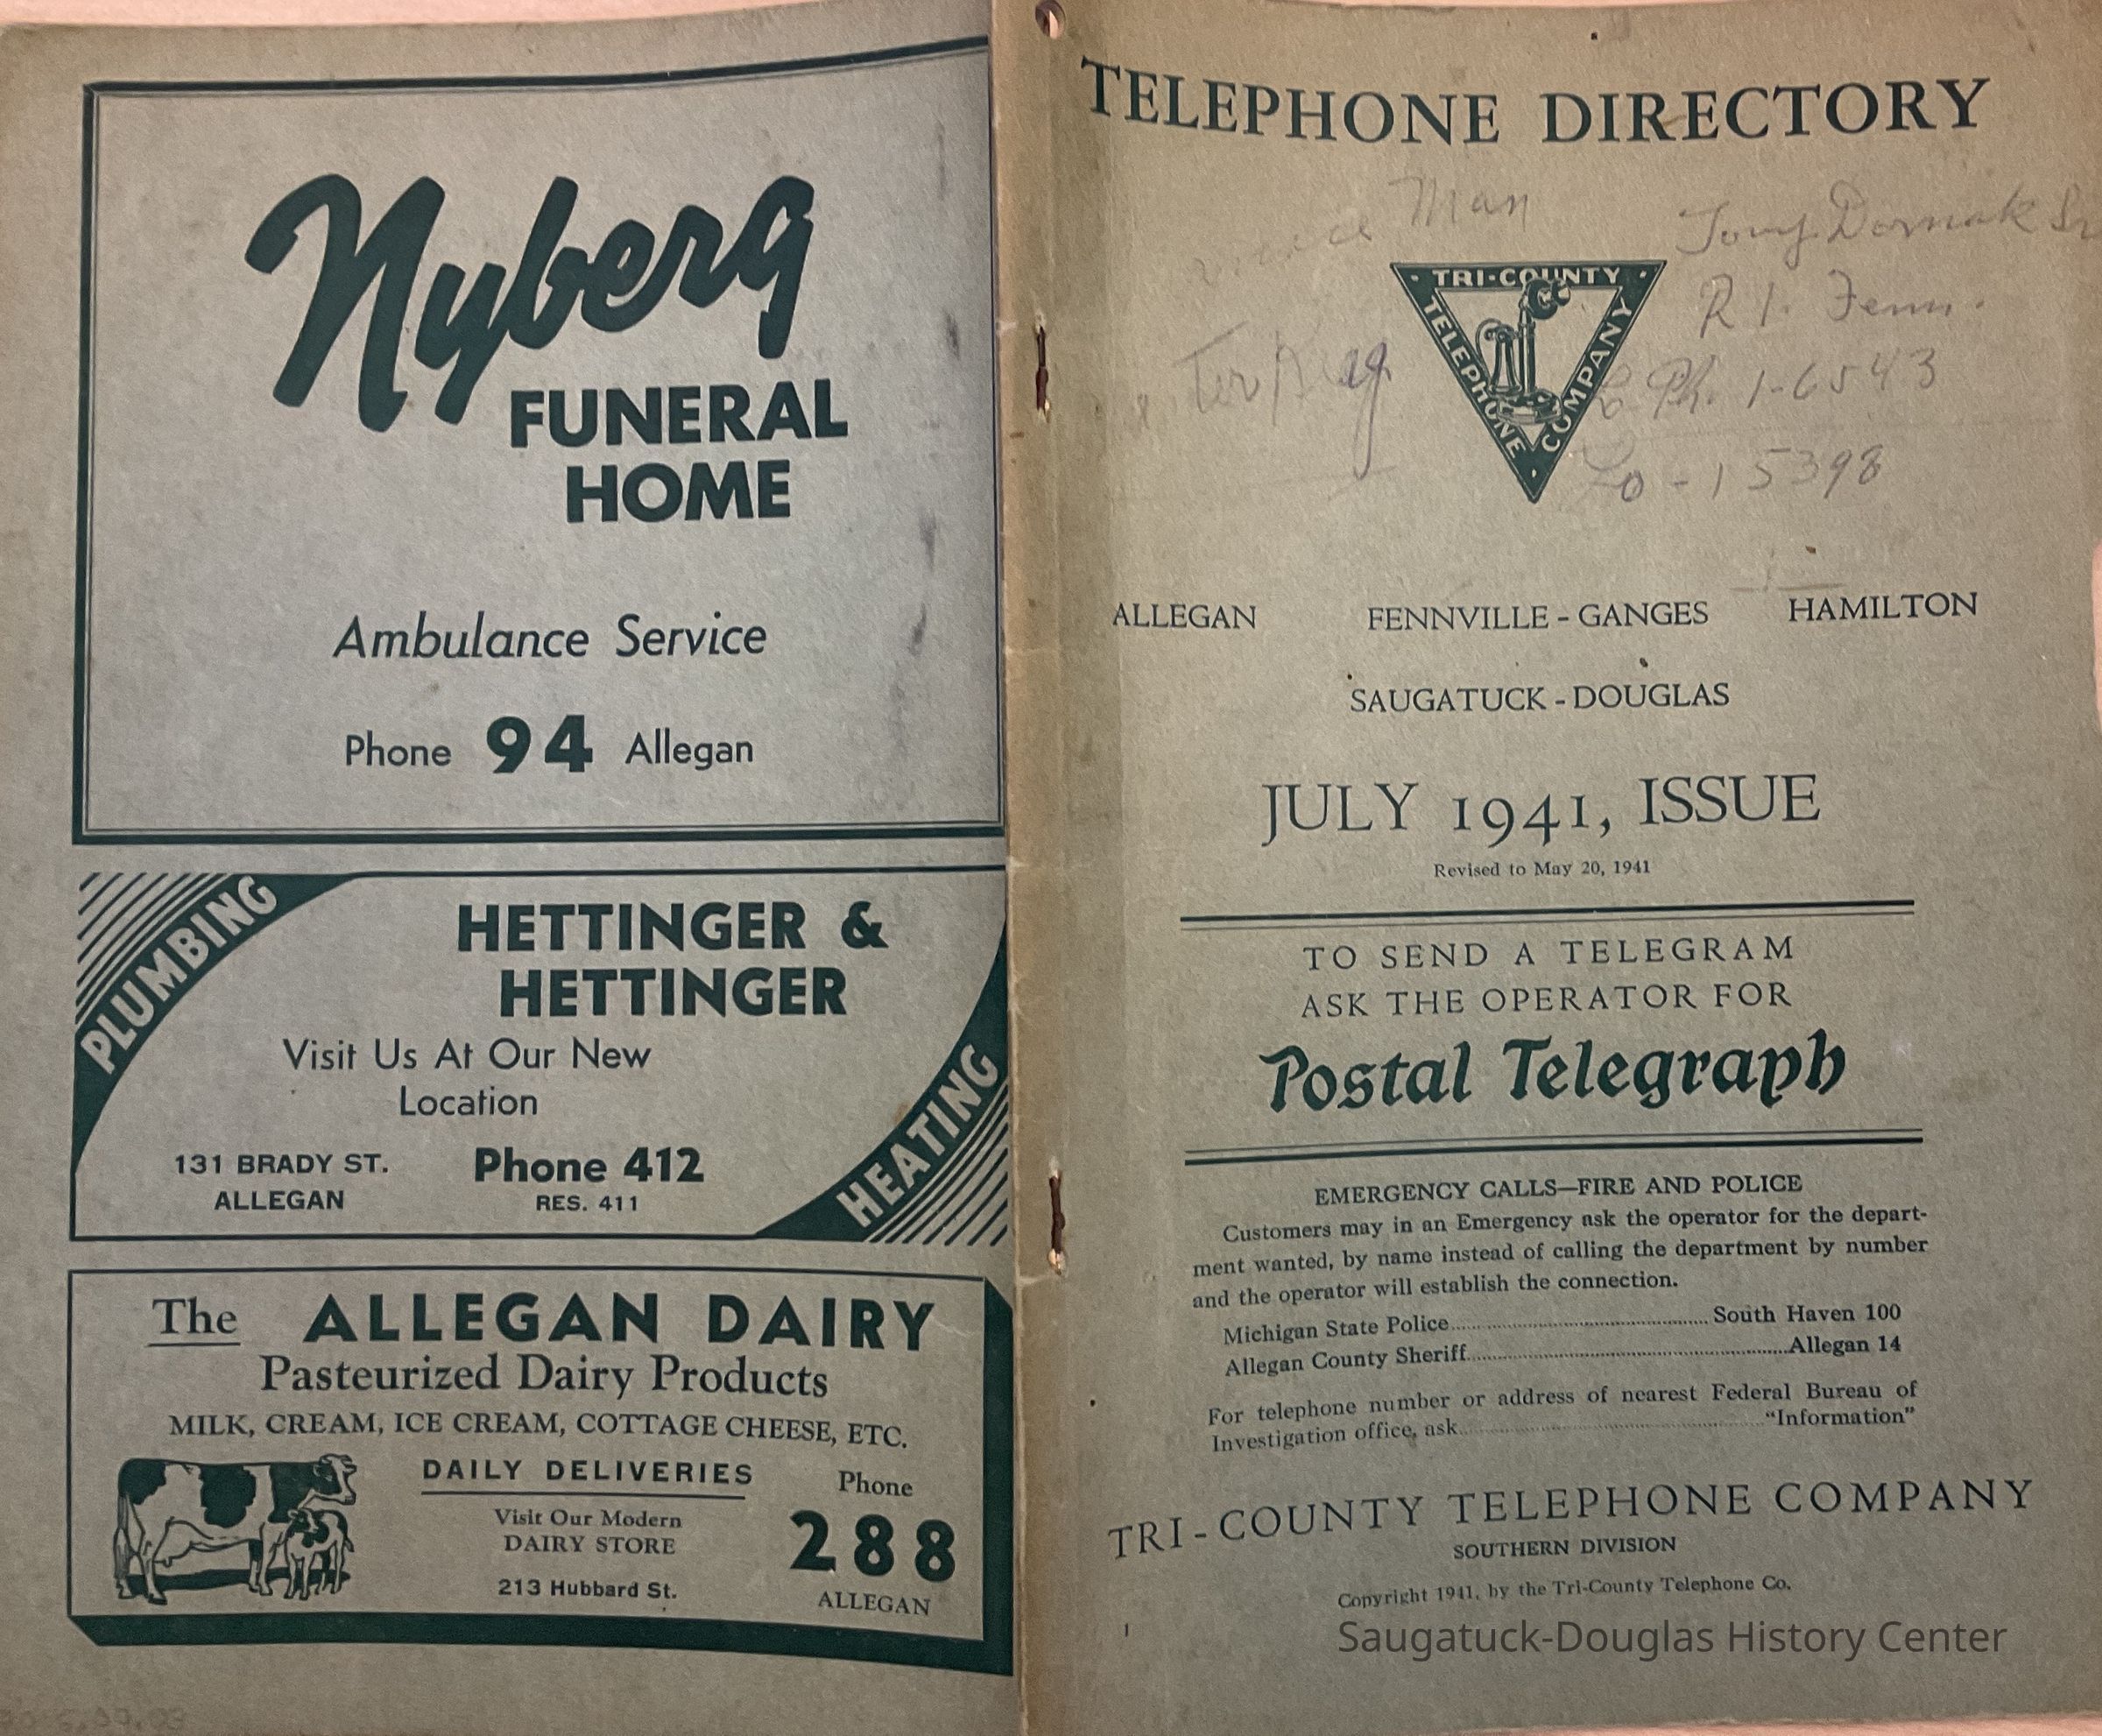 Nyberg
FUNERAL
HOME
Ambulance Service
Phone 94 Allegan
PLUMBING
HETTINGER &
HETTINGER
Visit Us At Our New
Location
131 BRADY ST.
ALLEGAN
Phone 412
RES. 411
HEATING
The ALLEGAN DAIRY
Pasteurized Dairy Products
MILK, CREAM, ICE CREAM, COTTAGE CHEESE, ETC.
DAILY DELIVERIES
Visit Our Modern
DAIRY STORE
213 Hubbard St.
Phone
288
ALLEGAN
TELEPHONE DIRECTORY
Man
Tony Dornak Sr
R 1. Fenn.
Ph. 1-6543
15398
TRI-COUNTY
TELEPHONE
COMPANY
ALLEGAN FENNVILLE - GANGES HAMILTON
SAUGATUCK - DOUGLAS
JULY 1941, ISSUE
Revised to May 20, 1941
TO SEND A TELEGRAM
ASK THE OPERATOR FOR
Postal Telegraph
EMERGENCY CALLS—FIRE AND POLICE
Customers may in an Emergency ask the operator for the depart-
ment wanted, by name instead of calling the department by number
and the operator will establish the connection.
Michigan State Police........ South Haven 100
Allegan County Sheriff........Allegan 14
For telephone number or address of nearest Federal Bureau of
Investigation office, ask........"Information"
TRI-COUNTY TELEPHONE COMPANY
SOUTHERN DIVISION
Copyright 1941, by the Tri-County Telephone Co.
Saugatuck-Douglas History Center